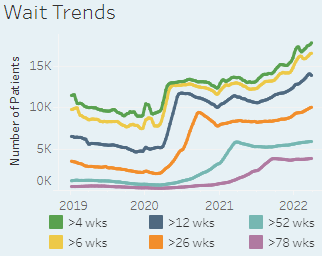 Wait Trends
Number of Patients
15K
10K
5K
0K
2019 2020 2021 2022
>4 wks >12 wks >52 wks
>6 wks >26 wks >78 wks